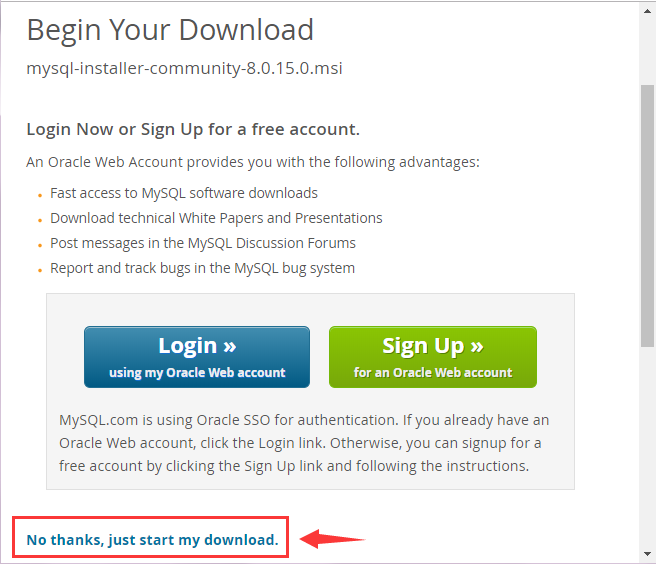 Begin Your Download
mysql-installer-community-8.0.15.0.msi
Login Now or Sign Up for a free account.
An Oracle Web Account provides you with the following advantages:
Fast access to MySQL software downloads
Download technical White Papers and Presentations
Post messages in the MySQL Discussion Forums
Report and track bugs in the MySQL bug system
Login »
using my Oracle Web account
Sign Up »
for an Oracle Web account
MySQL.com is using Oracle SSO for authentication. If you already have an
Oracle Web account, click the Login link. Otherwise, you can signup for a
free account by clicking the Sign Up link and following the instructions.
No thanks, just start my download.